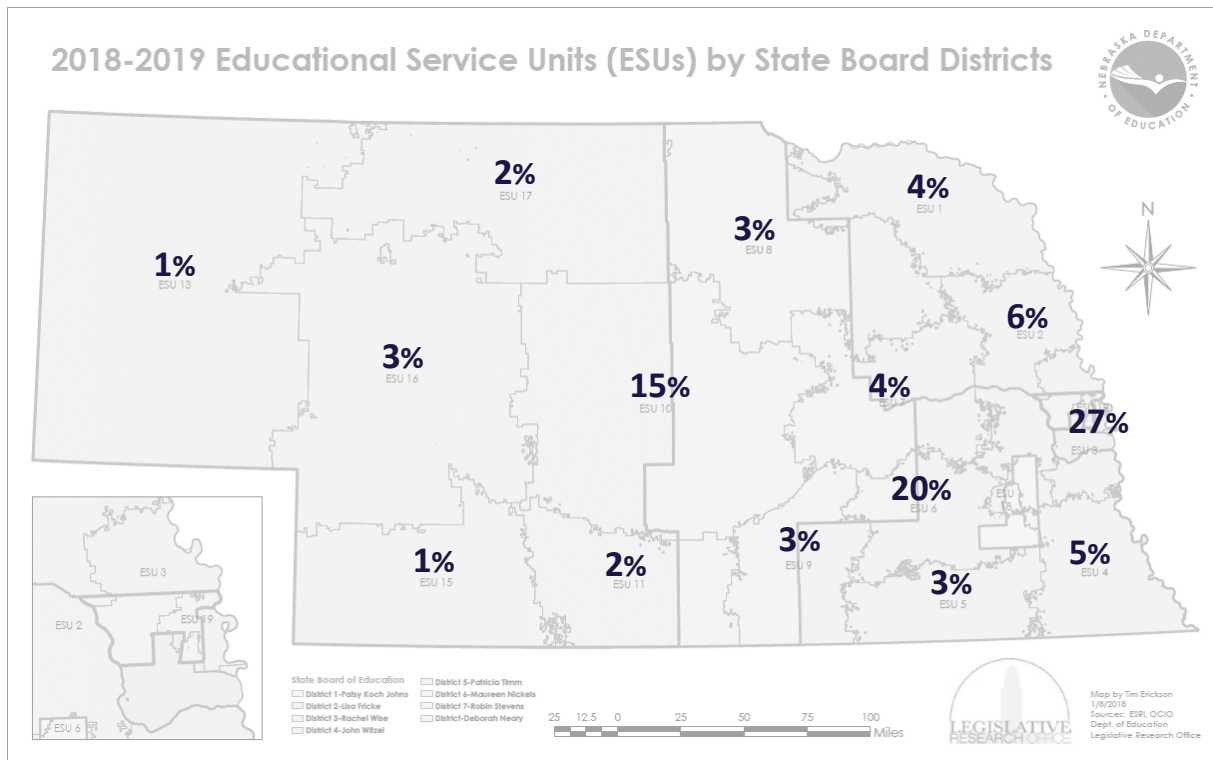 2018-2019 Educational Service Units (ESUs) by State Board Districts
NEBRASKA DEPARTMENT
OF EDUCATION
2%
ESU 17
4%
ESU 1
N
3%
ESU 8
1%
ESU 13
6%
ESU 2
3%
ESU 16
15%
ESU 10
4%
ESU 7
27%
ESU 3
20%
ESU 6
ESU
18
3%
ESU 9
5%
ESU 4
1%
ESU 15
2%
ESU 11
3%
ESU 5
ESU 3
ESU 2
ESU 19
ESU 6
State Board of Education
District 1-Patsy Koch Johns
District 2-Lisa Fricke
District 3-Rachel Wise
District 4-John Witzel
District 5-Patricia Timm
District 6-Maureen Nickels
District 7-Robin Stevens
District-Deborah Neary
25 12.5 0 25 50 75 100
Miles
LEGISLATIVE
RESEARCH OFFICE
Map by Tim Erickson
1/8/2018
Sources: ESRI, OCIO
Dept. of Education
Legislative Research Office